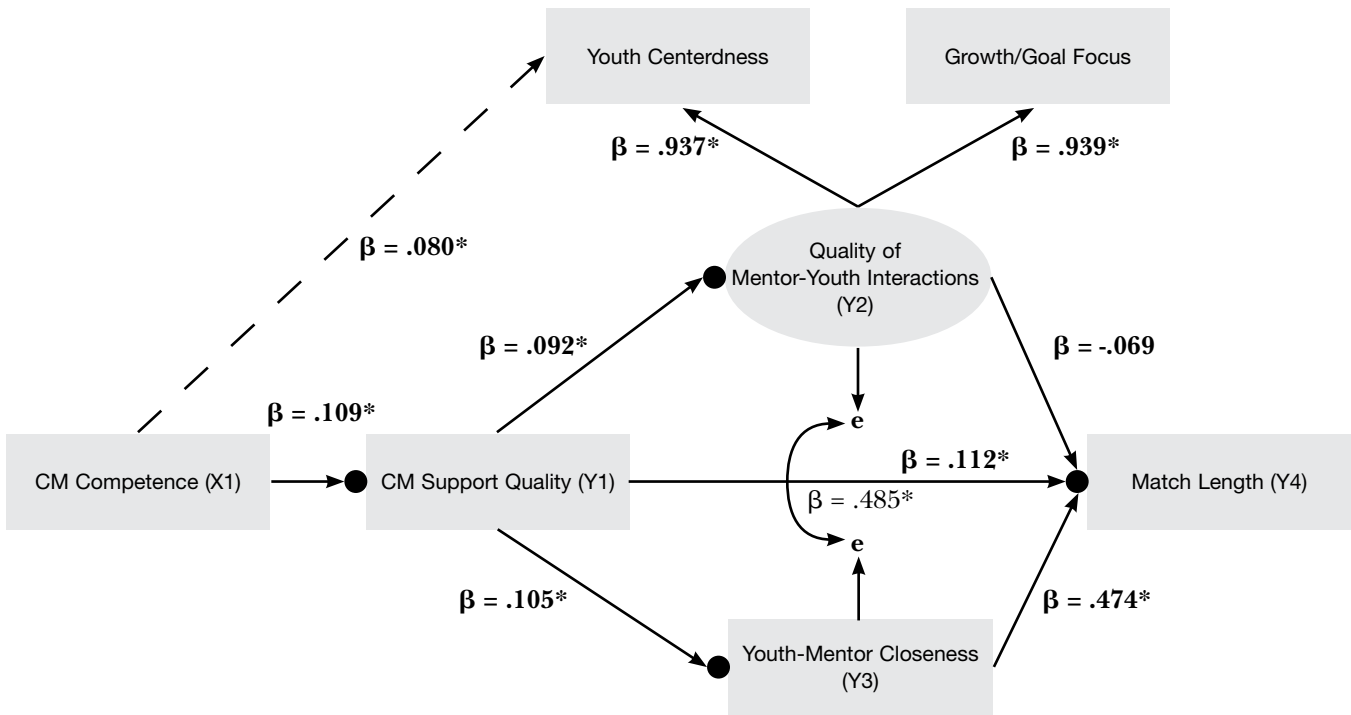 Youth Centerdness
Growth/Goal Focus
β = .937*
β = .939*
β = .080*
Quality of
Mentor-Youth Interactions
(Y2)
β = .092*
β = -.069
β = .109*
e
CM Competence (X1)
CM Support Quality (Y1)
β = .112*
β = .485*
Match Length (Y4)
e
β = .105*
β = .474*
Youth-Mentor Closeness
(Y3)